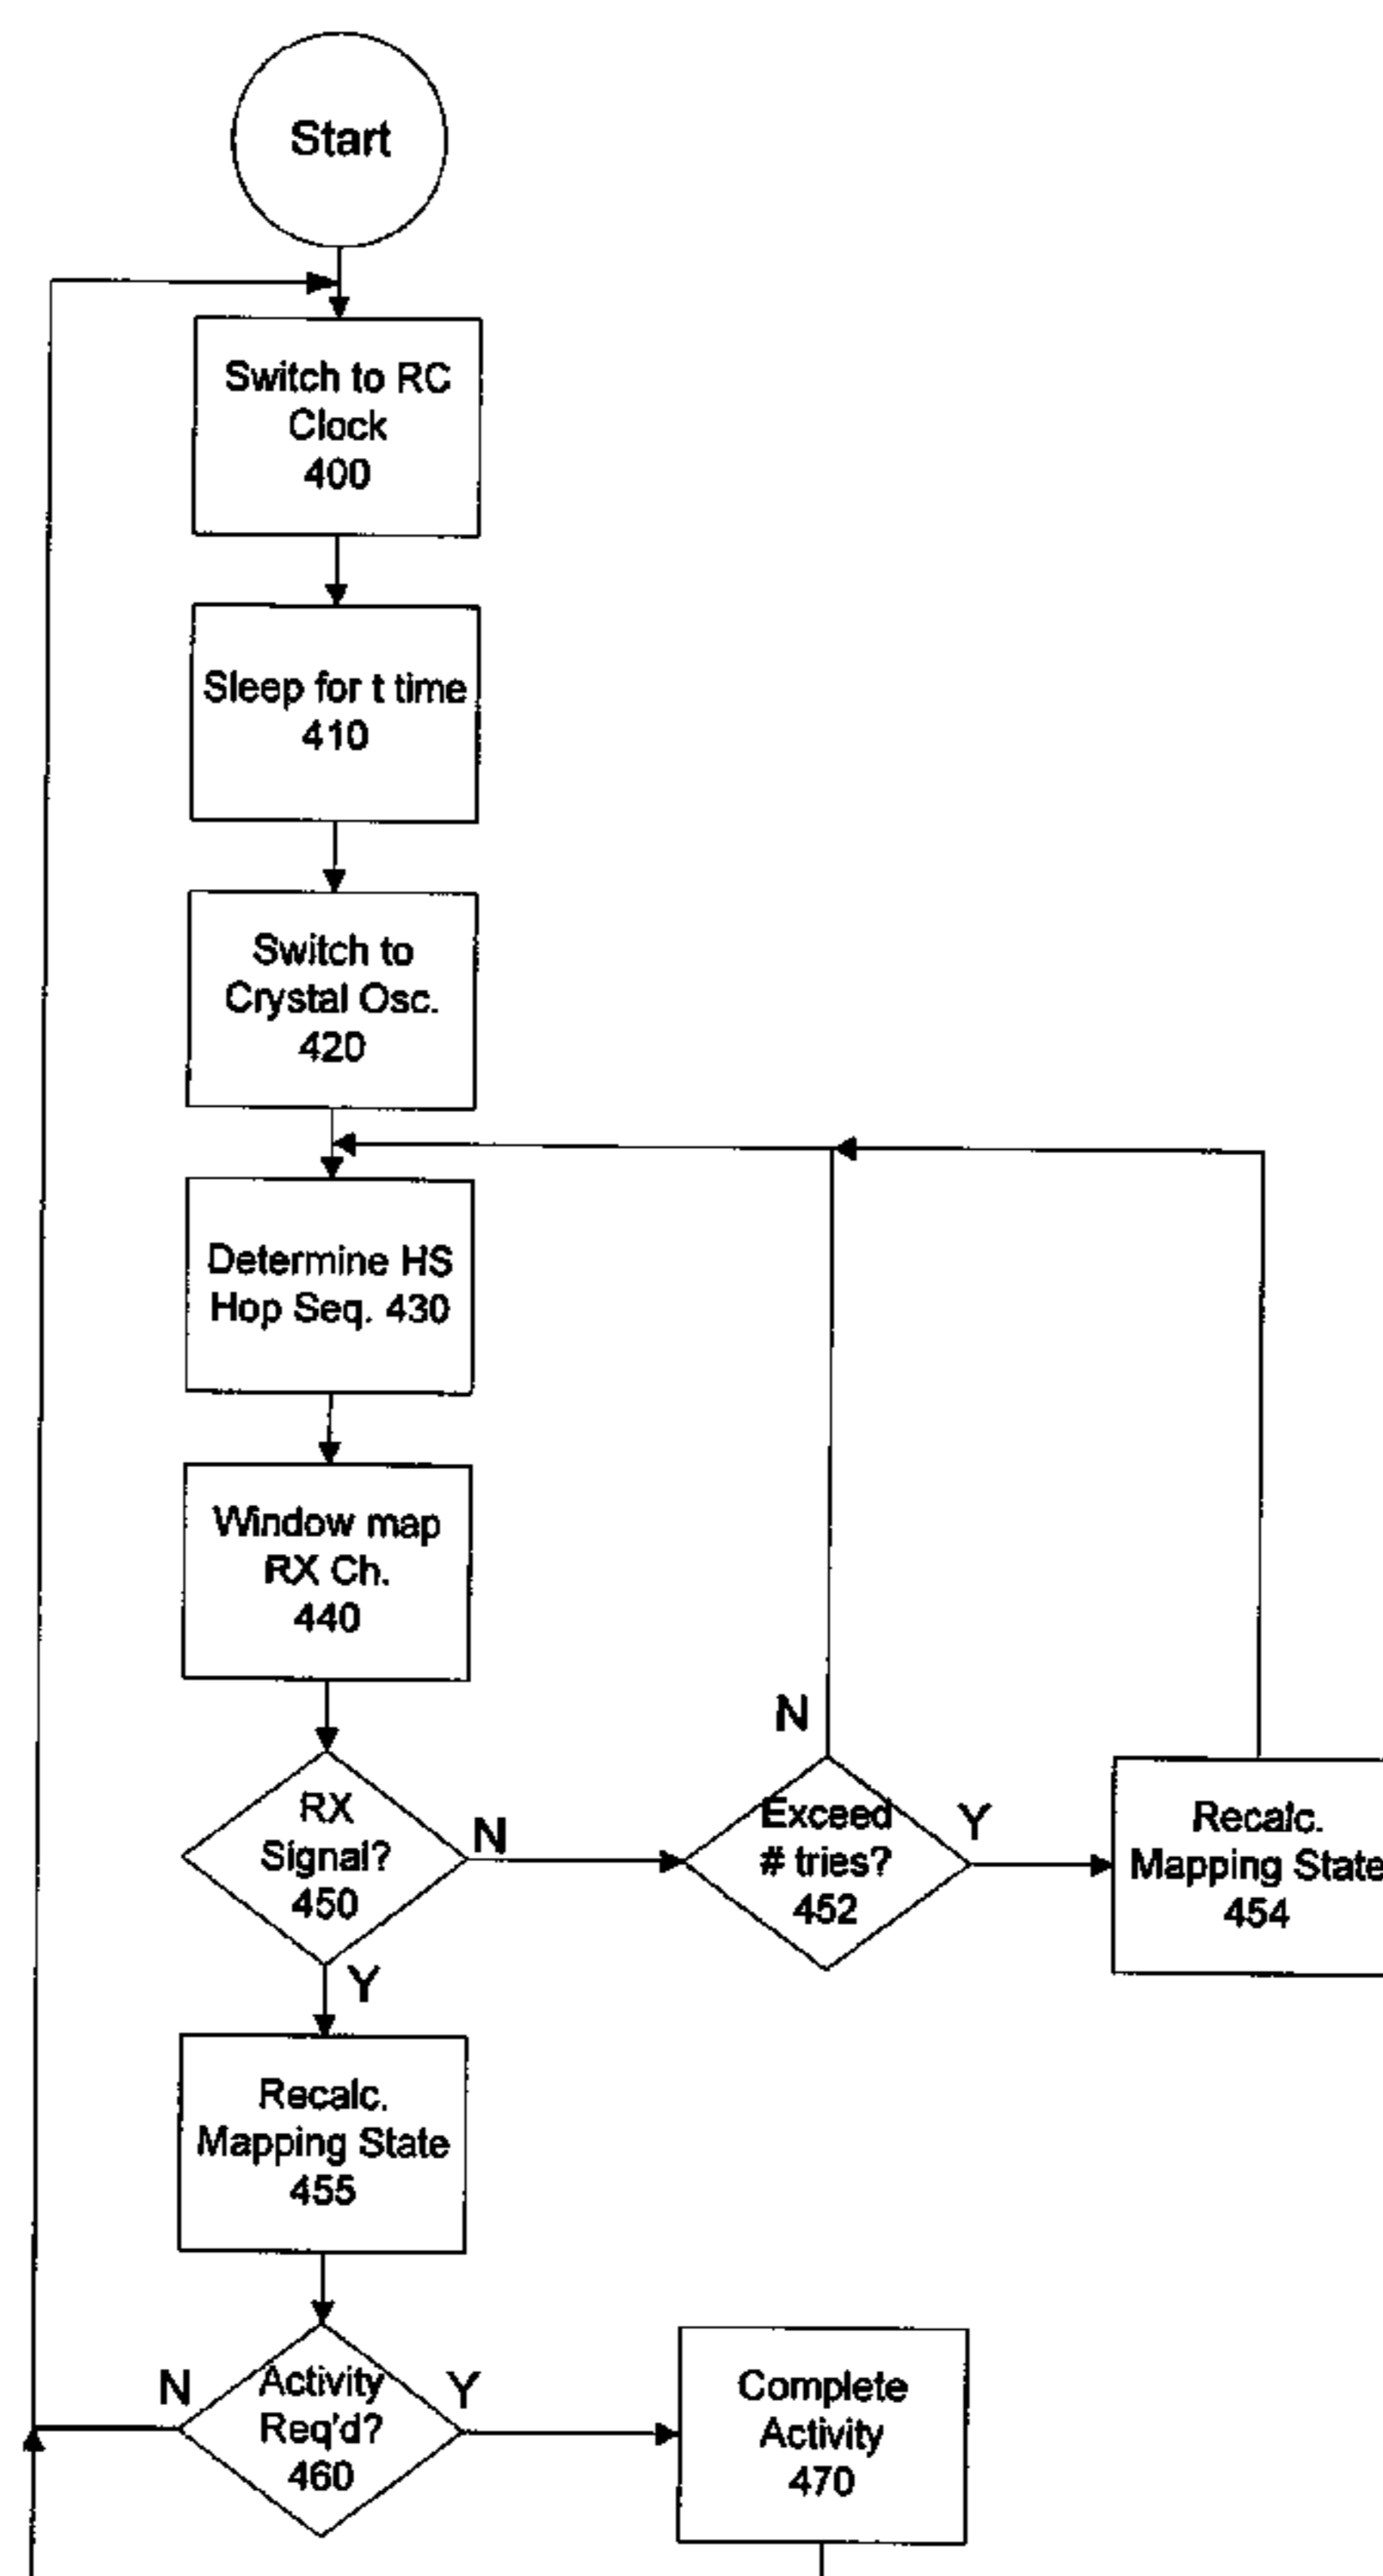 Start
Switch to RC
Clock
400
Sleep for t time
410
Switch to
Crystal Osc.
420
Determine HS
Hop Seq. 430
Window map
RX Ch.
440
RX
Signal?
450
N
Y
Exceed
# tries?
452
N
Y
Recalc.
Mapping State
454
Recalc.
Mapping State
455
Activity
Req'd?
460
N
Y
Complete
Activity
470